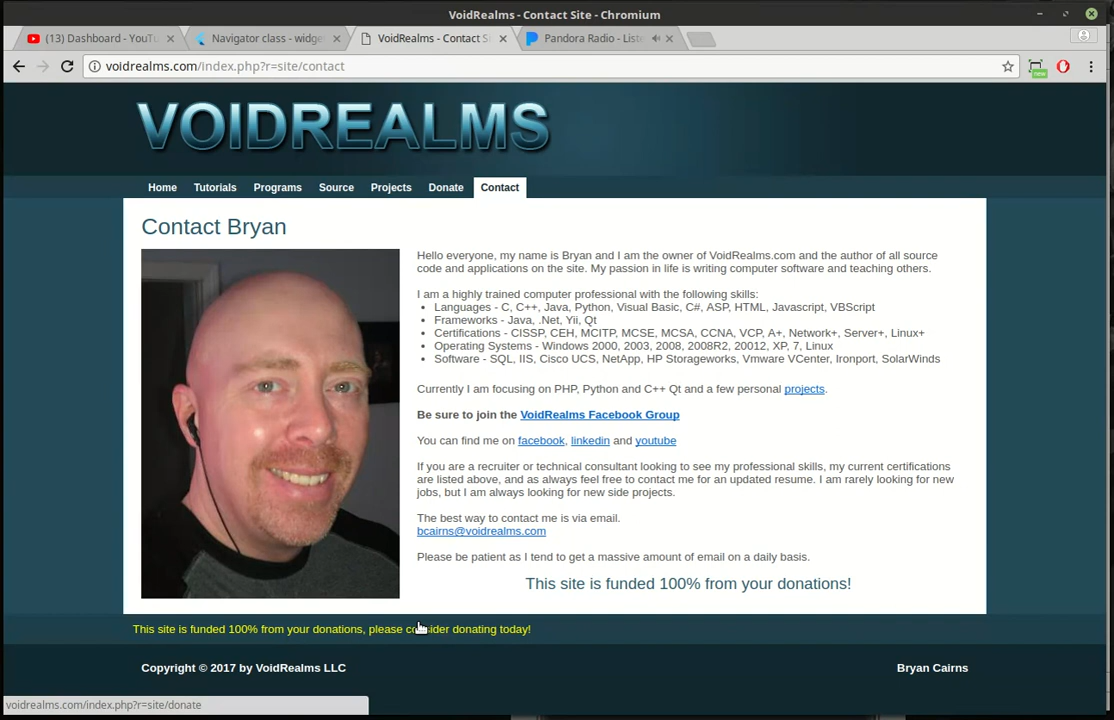 VoidRealms - Contact Site - Chromium
(13) Dashboard - YouTu
Navigator class - widge
VoidRealms - Contact S
Pandora Radio - Liste
voidrealms.com/index.php?r=site/contact
new
VOIDREALMS
Home Tutorials Programs Source Projects Donate Contact
Contact Bryan
Hello everyone, my name is Bryan and I am the owner of VoidRealms.com and the author of all source
code and applications on the site. My passion in life is writing computer software and teaching others.
I am a highly trained computer professional with the following skills:
• Languages - C, C++, Java, Python, Visual Basic, C#, ASP, HTML, Javascript, VBScript
• Frameworks - Java, .Net, Yii, Qt
• Certifications - CISSP, CEH, MCITP, MCSE, MCSA, CCNA, VCP, A+, Network+, Server+, Linux+
• Operating Systems - Windows 2000, 2003, 2008, 2008R2, 20012, XP, 7, Linux
• Software - SQL, IIS, Cisco UCS, NetApp, HP Storageworks, Vmware VCenter, Ironport, SolarWinds
Currently I am focusing on PHP, Python and C++ Qt and a few personal projects.
Be sure to join the VoidRealms Facebook Group
You can find me on facebook, linkedin and youtube
If you are a recruiter or technical consultant looking to see my professional skills, my current certifications
are listed above, and as always feel free to contact me for an updated resume. I am rarely looking for new
jobs, but I am always looking for new side projects.
The best way to contact me is via email.
bcairns@voidrealms.com
Please be patient as I tend to get a massive amount of email on a daily basis.
This site is funded 100% from your donations!
This site is funded 100% from your donations, please consider donating today!
Copyright © 2017 by VoidRealms LLC
Bryan Cairns
voidrealms.com/index.php?r=site/donate